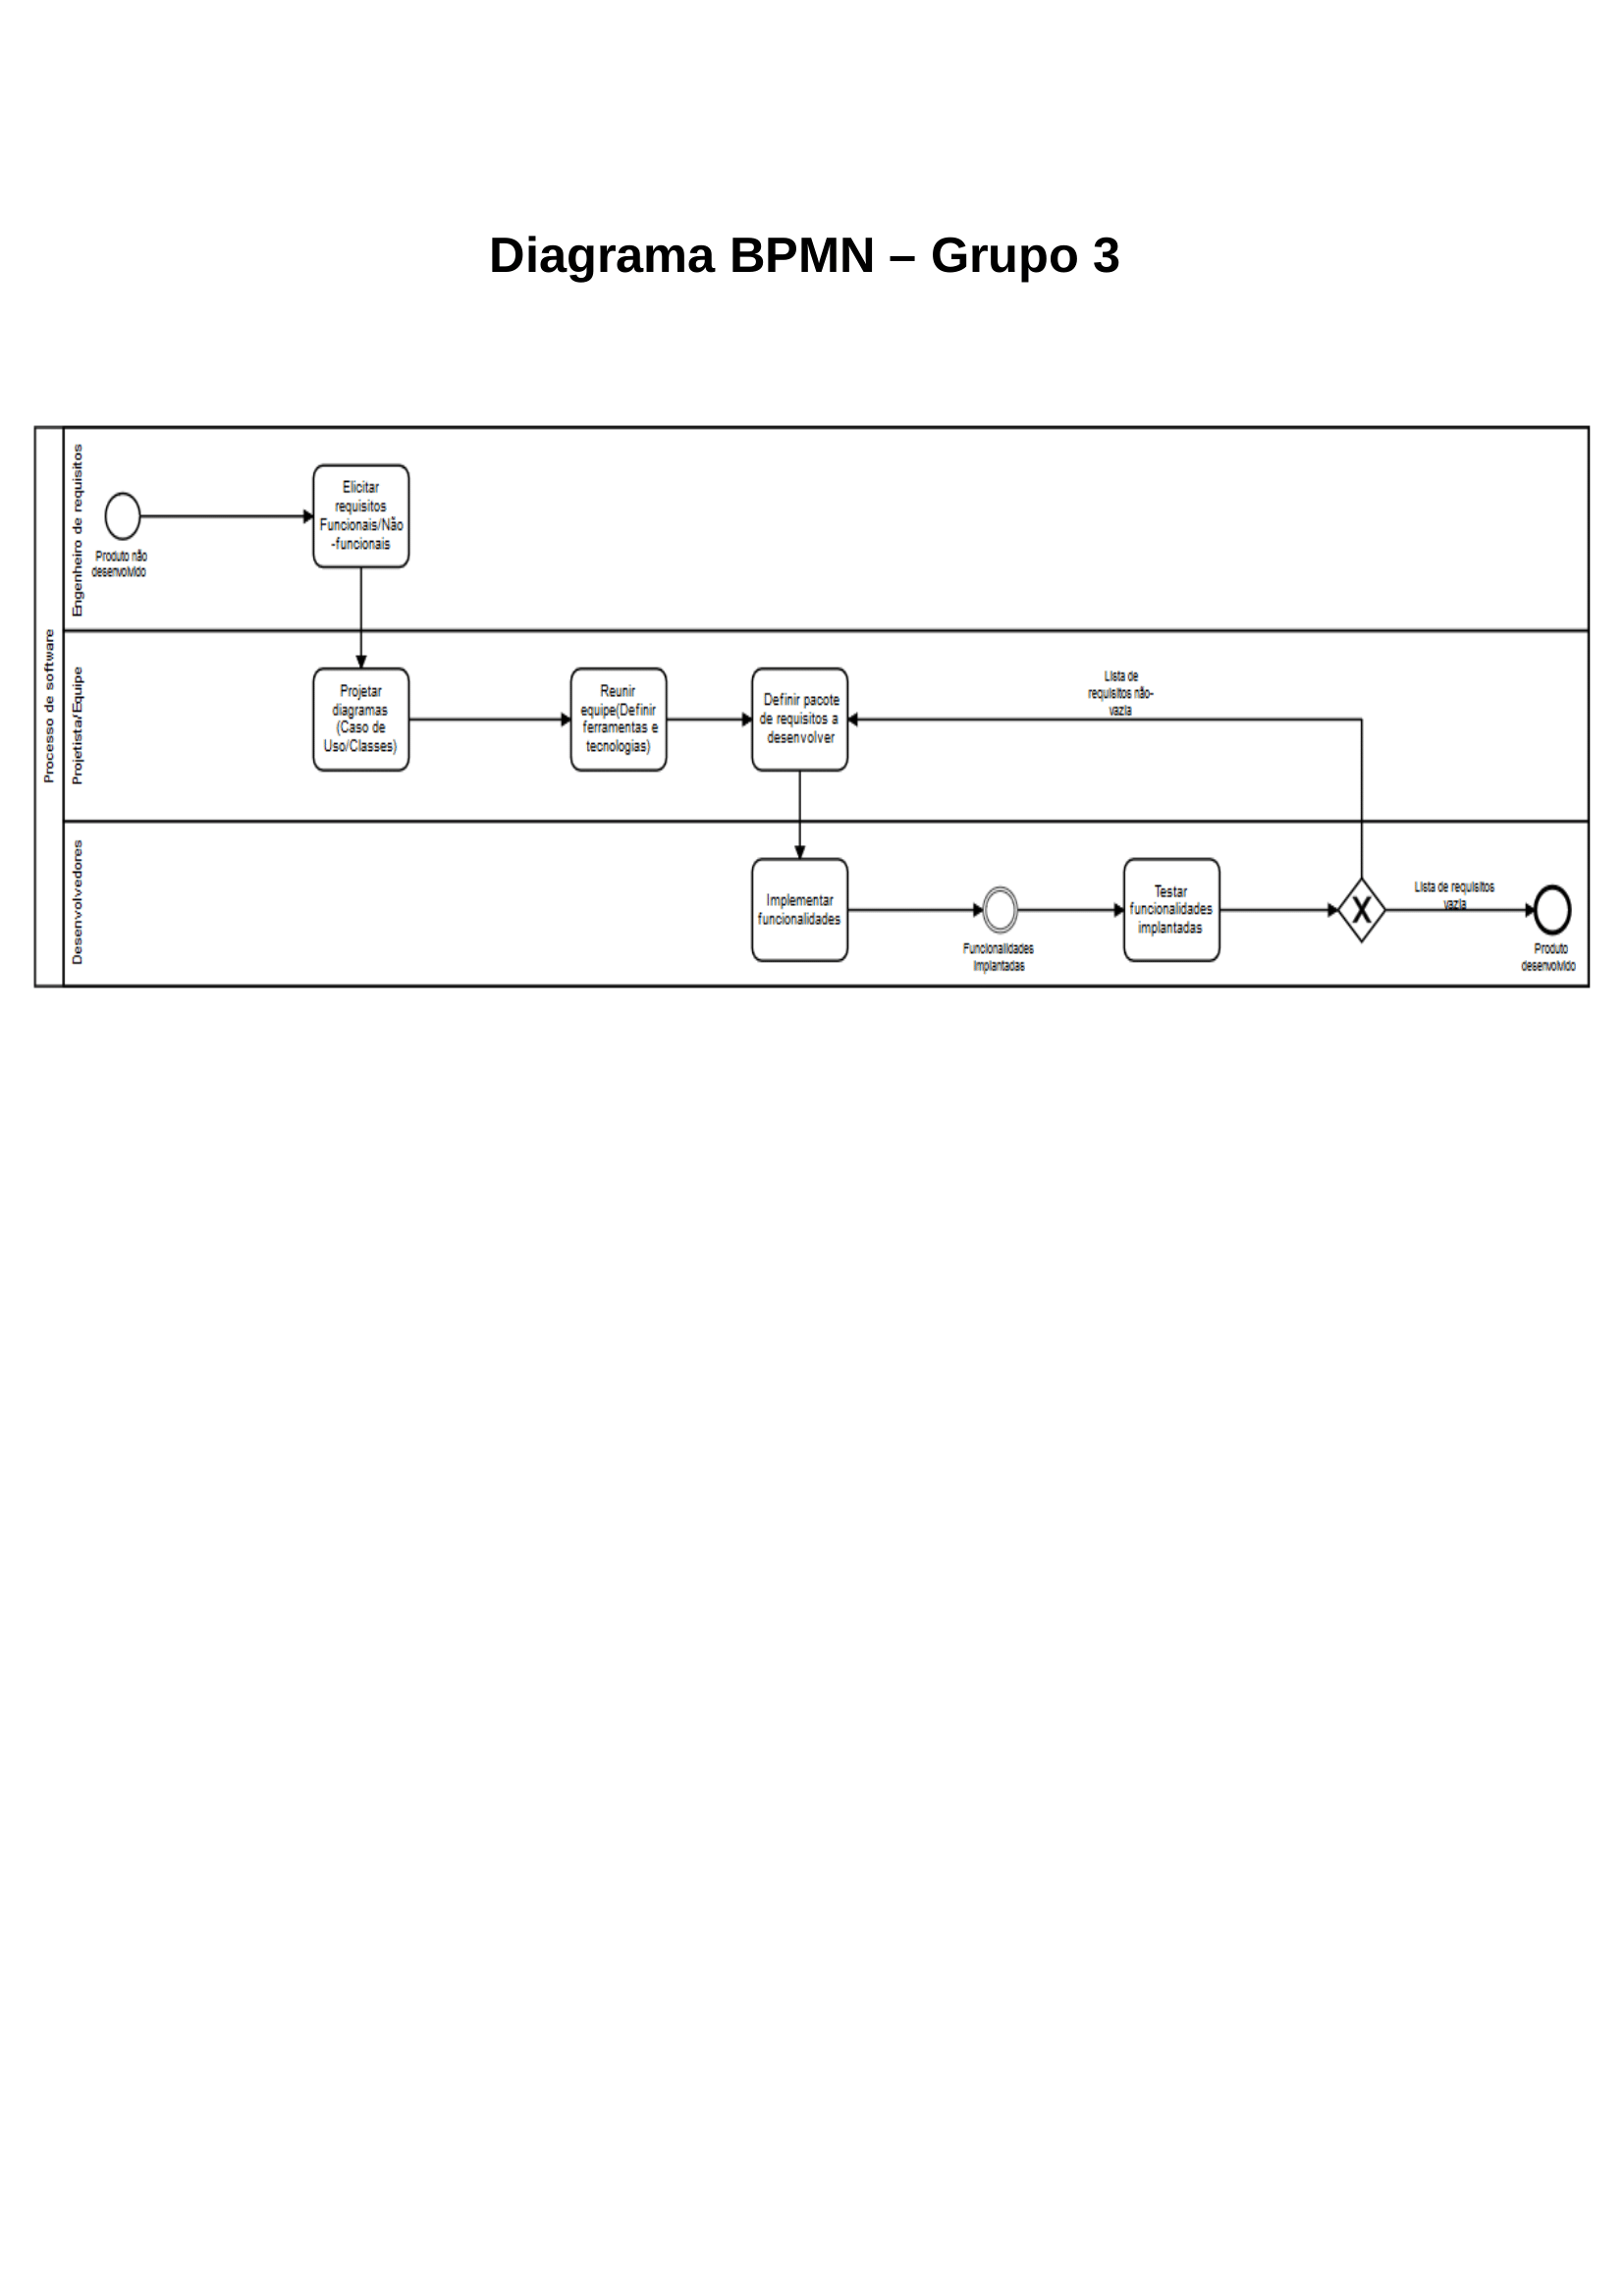 Diagrama BPMN – Grupo 3
Processo de software
Engenheiro de requisitos
Produto não
desenvolvido
Elicitar
requisitos
Funcionais/Não
-funcionais
Projetista/Equipe
Projetar
diagramas
(Caso de
Uso/Classes)
Reunir
equipe(Definir
ferramentas e
tecnologias)
Definir pacote
de requisitos a
desenvolver
Lista de
requisitos não-
vazia
Desenvolvedores
Implementar
funcionalidades
Funcionalidades
Implantadas
Testar
funcionalidades
implantadas
X
Lista de requisitos
vazia
Produto
desenvolvido